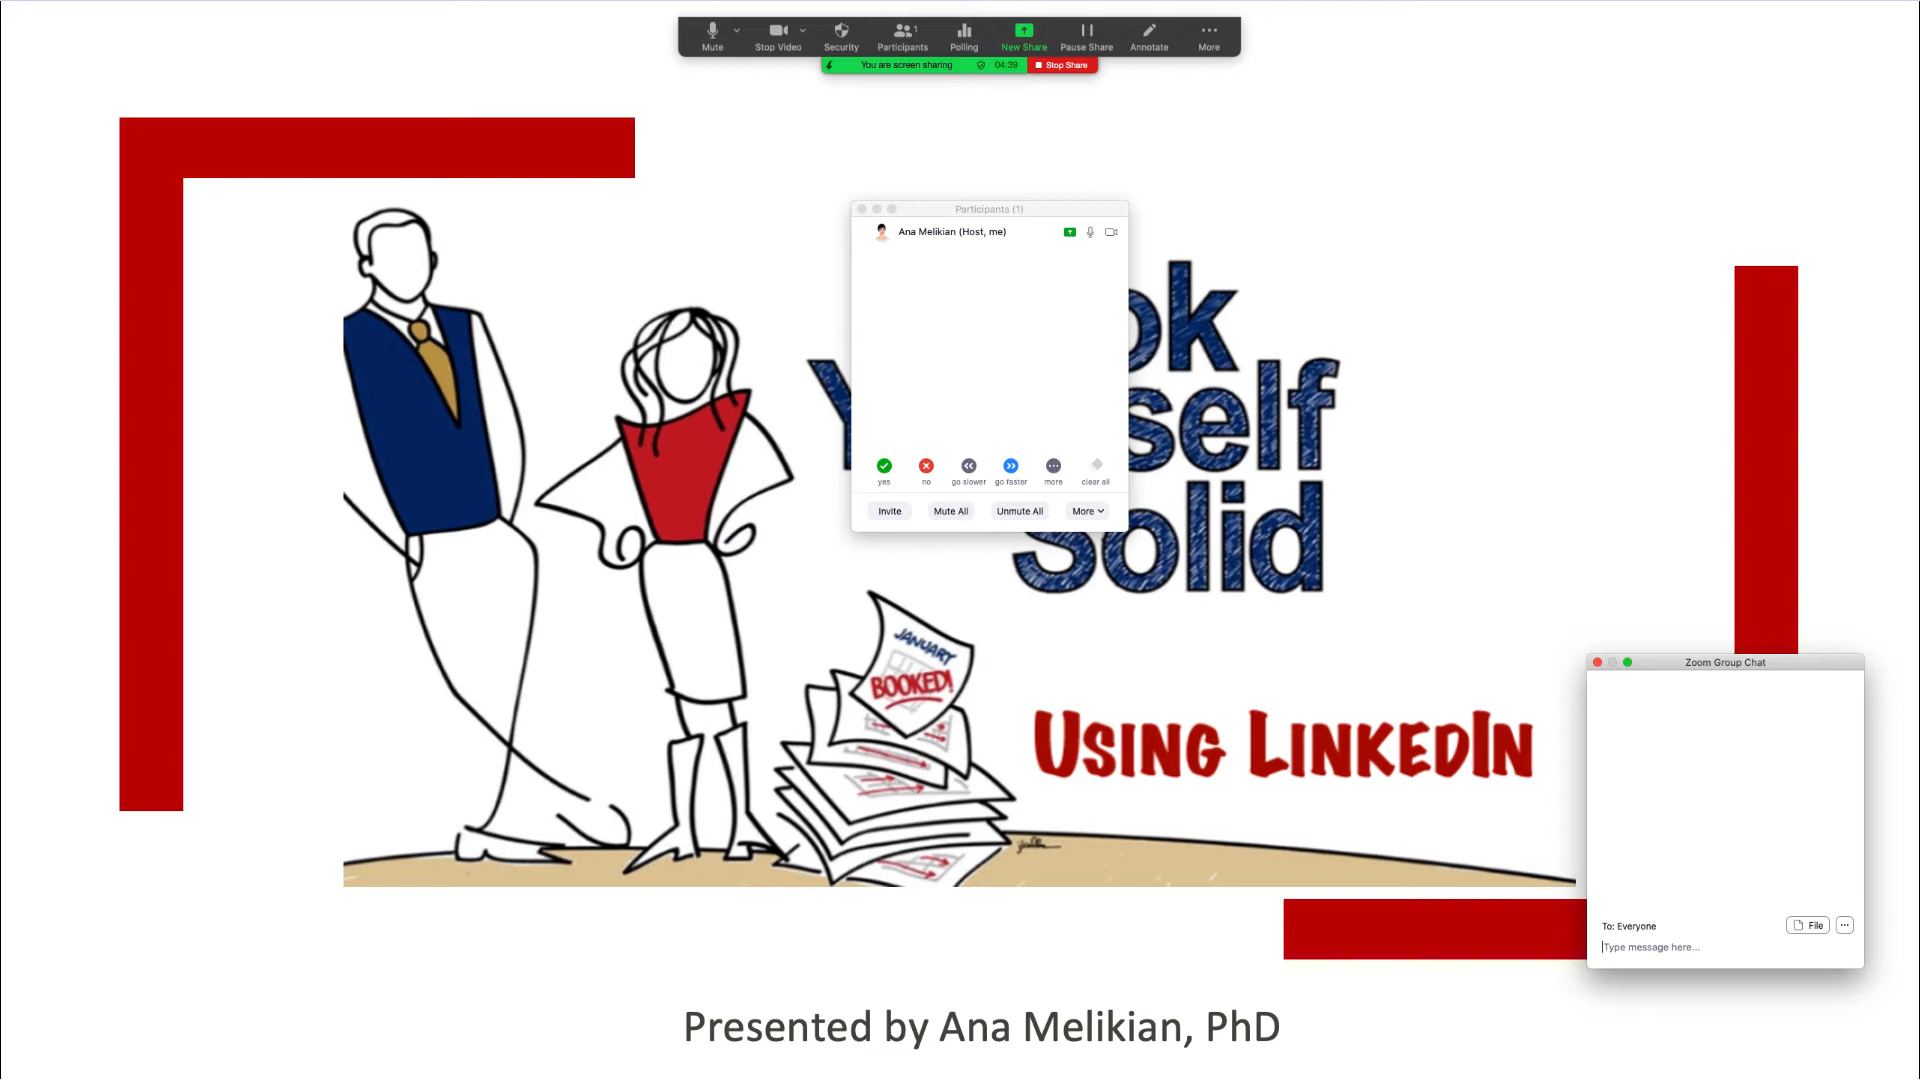 Mute
Stop Video
Security
Participants
1
Polling
New Share
Pause Share
Annotate
More
You are screen sharing
04:39
Stop Share
Participants (1)
Ana Melikian (Host, me)
yes
no
go slower
go faster
more
clear all
Invite
Mute All
Unmute All
More
ok
Y
self
Solid
JANUARY
BOOKED!
USING LINKEDIN
Zoom Group Chat
To: Everyone
File
Type message here...
Presented by Ana Melikian, PhD